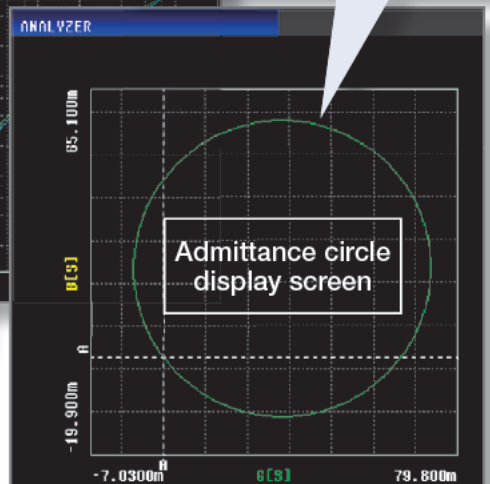 ANALYZER
65.100m
B[S]
A
-19.900m
Admittance circle
display screen
A
-7.0300m
G[S]
79.800m